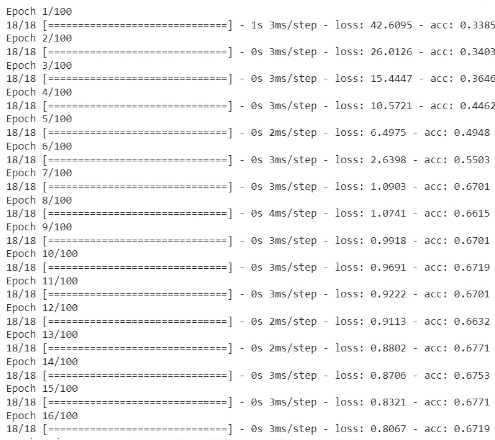 Epoch 1/100
18/18 [==============================] - 1s 3ms/step - loss: 42.6095 - acc: 0.3385
Epoch 2/100
18/18 [==============================] - 0s 3ms/step - loss: 26.0126 - acc: 0.3403
Epoch 3/100
18/18 [==============================] - 0s 3ms/step - loss: 15.4447 - acc: 0.3646
Epoch 4/100
18/18 [==============================] - 0s 3ms/step - loss: 10.5721 - acc: 0.4462
Epoch 5/100
18/18 [==============================] - 0s 2ms/step - loss: 6.4975 - acc: 0.4948
Epoch 6/100
18/18 [==============================] - 0s 3ms/step - loss: 2.6398 - acc: 0.5503
Epoch 7/100
18/18 [==============================] - 0s 3ms/step - loss: 1.0903 - acc: 0.6701
Epoch 8/100
18/18 [==============================] - 0s 4ms/step - loss: 1.0741 - acc: 0.6615
Epoch 9/100
18/18 [==============================] - 0s 3ms/step - loss: 0.9918 - acc: 0.6701
Epoch 10/100
18/18 [==============================] - 0s 3ms/step - loss: 0.9691 - acc: 0.6719
Epoch 11/100
18/18 [==============================] - 0s 3ms/step - loss: 0.9222 - acc: 0.6701
Epoch 12/100
18/18 [==============================] - 0s 2ms/step - loss: 0.9113 - acc: 0.6632
Epoch 13/100
18/18 [==============================] - 0s 2ms/step - loss: 0.8802 - acc: 0.6771
Epoch 14/100
18/18 [==============================] - 0s 3ms/step - loss: 0.8706 - acc: 0.6753
Epoch 15/100
18/18 [==============================] - 0s 3ms/step - loss: 0.8321 - acc: 0.6771
Epoch 16/100
18/18 [==============================] - 0s 3ms/step - loss: 0.8067 - acc: 0.6719